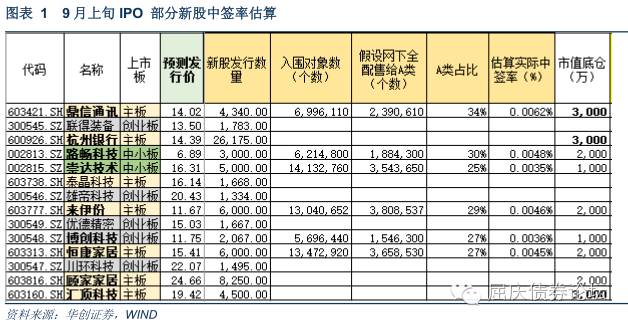 图表 1 9月上旬IPO 部分新股中签率估算
代码 名称 上市板 预测发行价 新股发行数量 入围对象数（个数） 假设网下全配售给A类（个数） A类占比 估算实际中签率（%） 市值底仓（万）
603421.SH 鼎信通讯 主板 14.02 4,340.00 6,996,110 2,390,610 34% 0.0062% 3,000
300545.SZ 联得装备 创业板 13.50 1,783.00
600926.SH 杭州银行 主板 14.39 26,175.00 3,000
002813.SZ 路畅科技 中小板 6.89 3,000.00 6,214,800 1,884,300 30% 0.0048% 2,000
002815.SZ 崇达技术 中小板 16.31 5,000.00 14,132,760 3,543,650 25% 0.0035% 1,000
603738.SH 泰晶科技 主板 16.14 1,668.00
300546.SZ 雄帝科技 创业板 20.43 1,334.00
603777.SH 来伊份 主板 11.67 6,000.00 13,040,652 3,808,537 29% 0.0046% 2,000
300549.SZ 优德精密 创业板 15.03 1,667.00
300548.SZ 博创科技 创业板 11.75 2,067.00 5,696,440 1,546,300 27% 0.0036% 1,000
603313.SH 恒康家居 主板 15.41 6,000.00 13,472,920 3,658,530 27% 0.0045% 2,000
300547.SZ 川环科技 创业板 22.07 1,495.00
603816.SH 顾家家居 主板 24.66 8,250.00 2,000
603160.SH 汇顶科技 主板 19.42 4,500.00 3,000
屈庆债券论坛
资料来源：华创证券，WIND